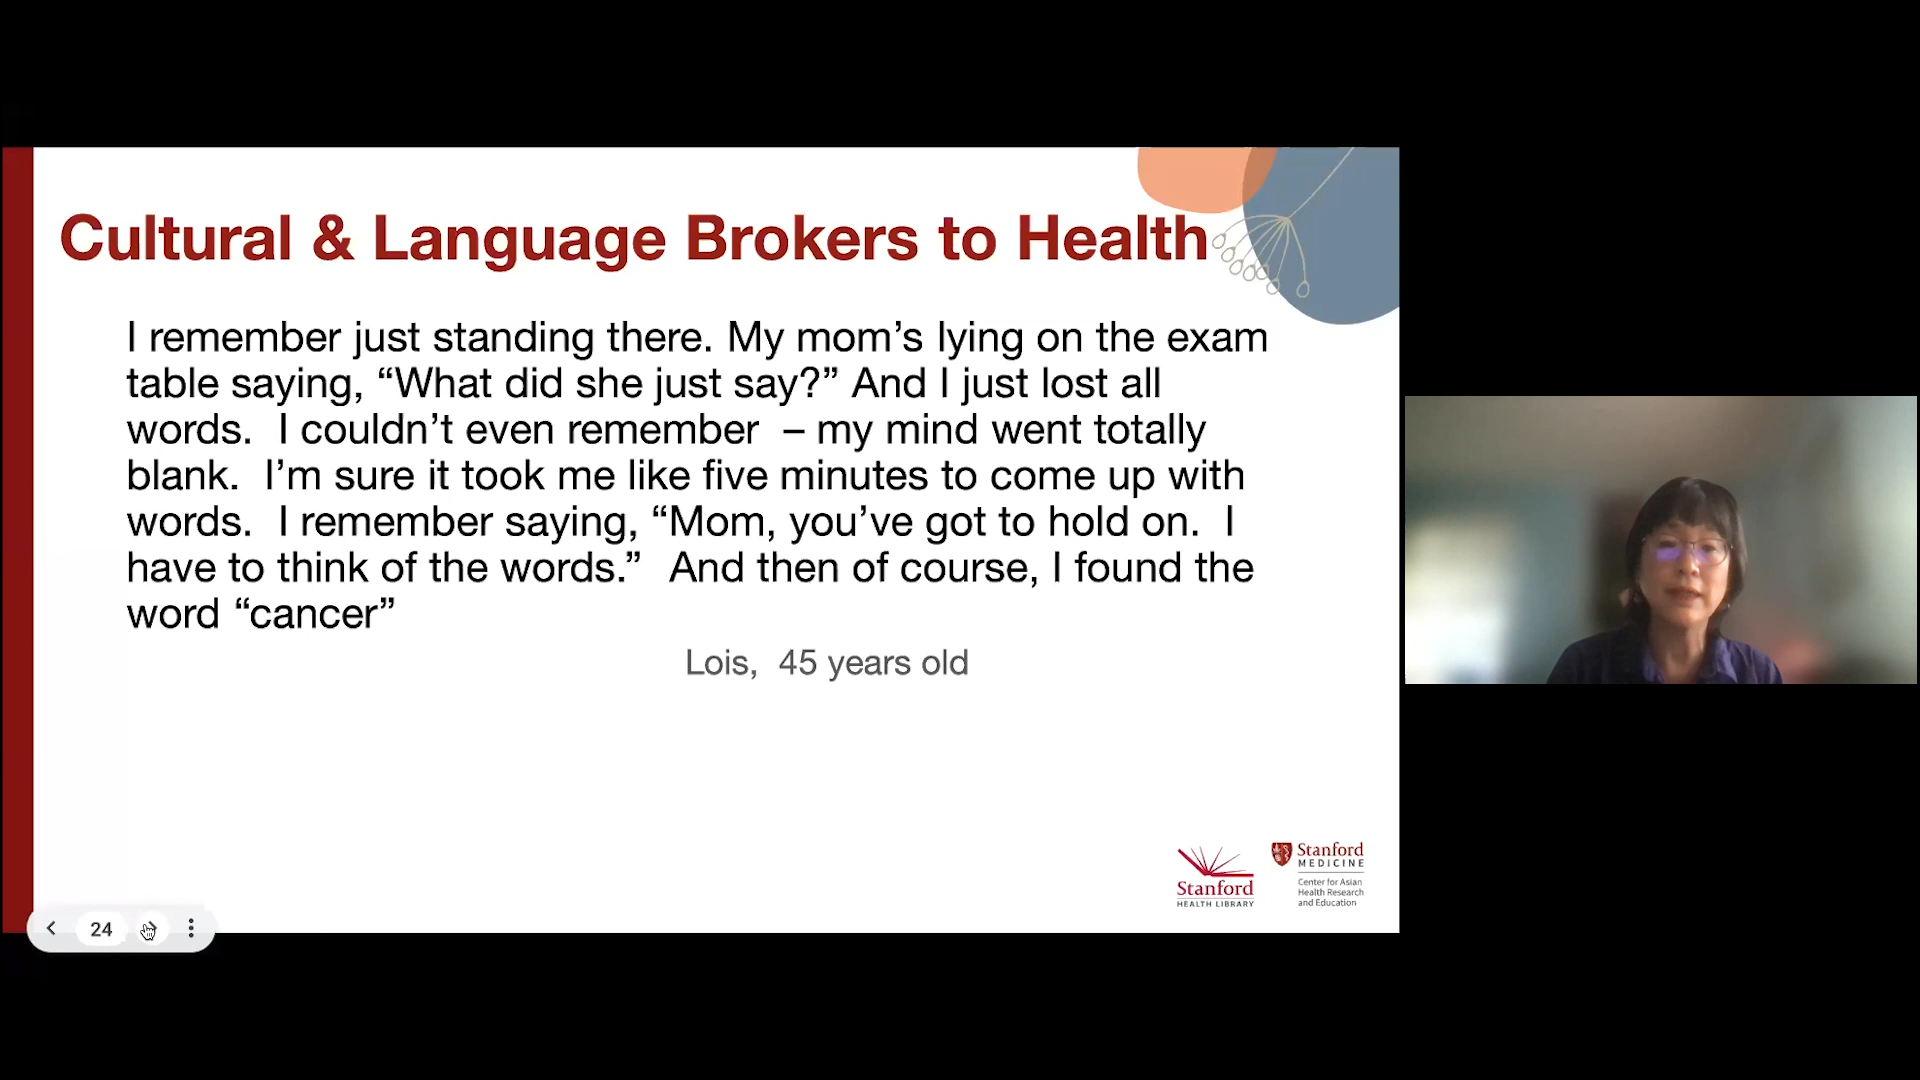 Cultural & Language Brokers to Health
I remember just standing there. My mom’s lying on the exam
table saying, “What did she just say?” And I just lost all
words.  I couldn’t even remember  – my mind went totally
blank.  I’m sure it took me like five minutes to come up with
words.  I remember saying, “Mom, you’ve got to hold on.  I
have to think of the words.”  And then of course, I found the
word “cancer”
Lois,  45 years old
Stanford
HEALTH LIBRARY
Stanford
MEDICINE
Center for Asian
Health Research
and Education
24